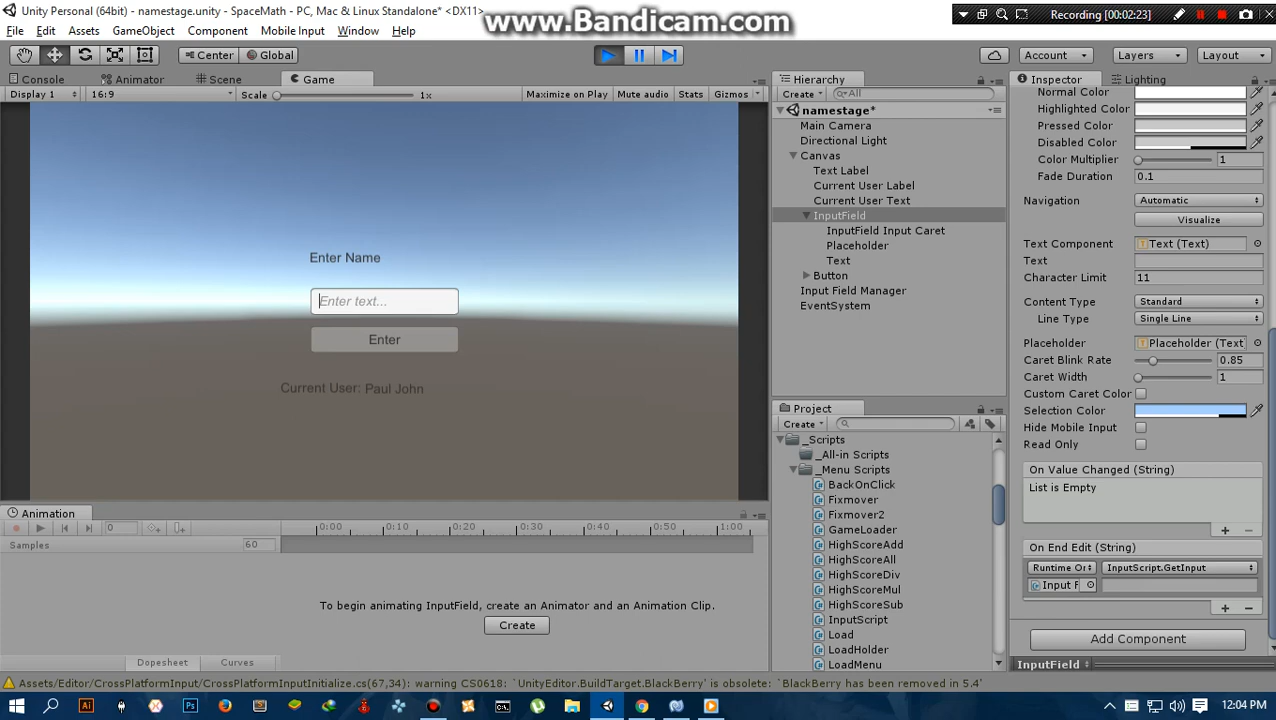 Unity Personal (64bit) - namestage.unity - SpaceMath - PC, Mac & Linux Standalone* <DX11>
www.Bandicam.com
Recording [00:02:23]
File Edit Assets GameObject Component Mobile Input Window Help
Center Global Account Layers Layout
Console Animator Scene Game
Display 1 16:9 Scale 1x Maximize on Play Mute audio Stats Gizmos
Enter Name
Enter text...
Enter
Current User: Paul John
Hierarchy
Create All
namestage*
Main Camera
Directional Light
Canvas
Text Label
Current User Label
Current User Text
InputField
InputField Input Caret
Placeholder
Text
Button
Input Field Manager
EventSystem
Project
Create
_Scripts
_All-in Scripts
_Menu Scripts
BackOnClick
Fixmover
Fixmover2
GameLoader
HighScoreAdd
HighScoreAll
HighScoreDiv
HighScoreMul
HighScoreSub
InputScript
Load
LoadHolder
LoadMenu
Inspector Lighting
Normal Color
Highlighted Color
Pressed Color
Disabled Color
Color Multiplier 1
Fade Duration 0.1
Navigation Automatic
Visualize
Text Component Text (Text)
Text
Character Limit 11
Content Type Standard
Line Type Single Line
Placeholder Placeholder (Text
Caret Blink Rate 0.85
Caret Width 1
Custom Caret Color
Selection Color
Hide Mobile Input
Read Only
On Value Changed (String)
List is Empty
On End Edit (String)
Runtime Or InputScript.GetInput
Input F
Add Component
InputField
Animation
0 0:00 0:10 0:20 0:30 0:40 0:50 1:00
Samples 60
To begin animating InputField, create an Animator and an Animation Clip.
Create
Dopesheet Curves
Assets/Editor/CrossPlatformInput/CrossPlatformInputInitialize.cs(67,34): warning CS0618: `UnityEditor.BuildTarget.BlackBerry' is obsolete: `BlackBerry has been removed in 5.4'
Ai Ps
12:04 PM